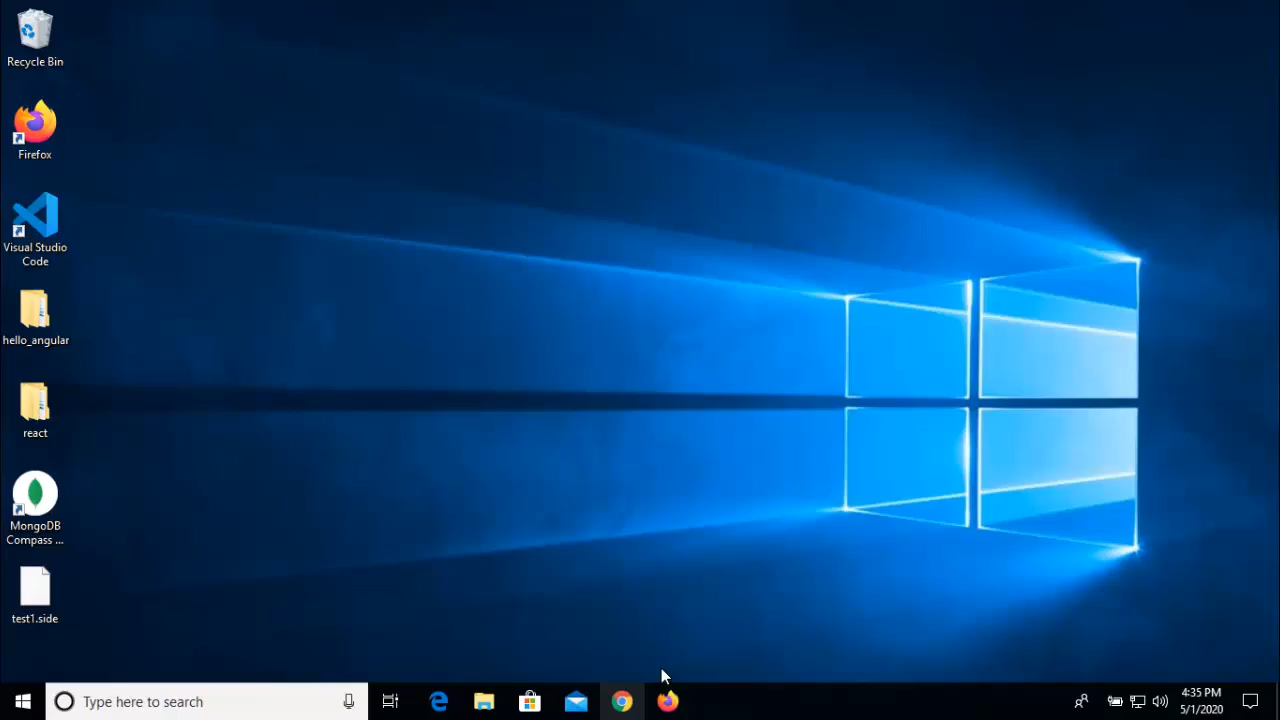 Recycle Bin
Firefox
Visual Studio
Code
hello_angular
react
MongoDB
Compass ...
test1.side
Type here to search
4:35 PM
5/1/2020